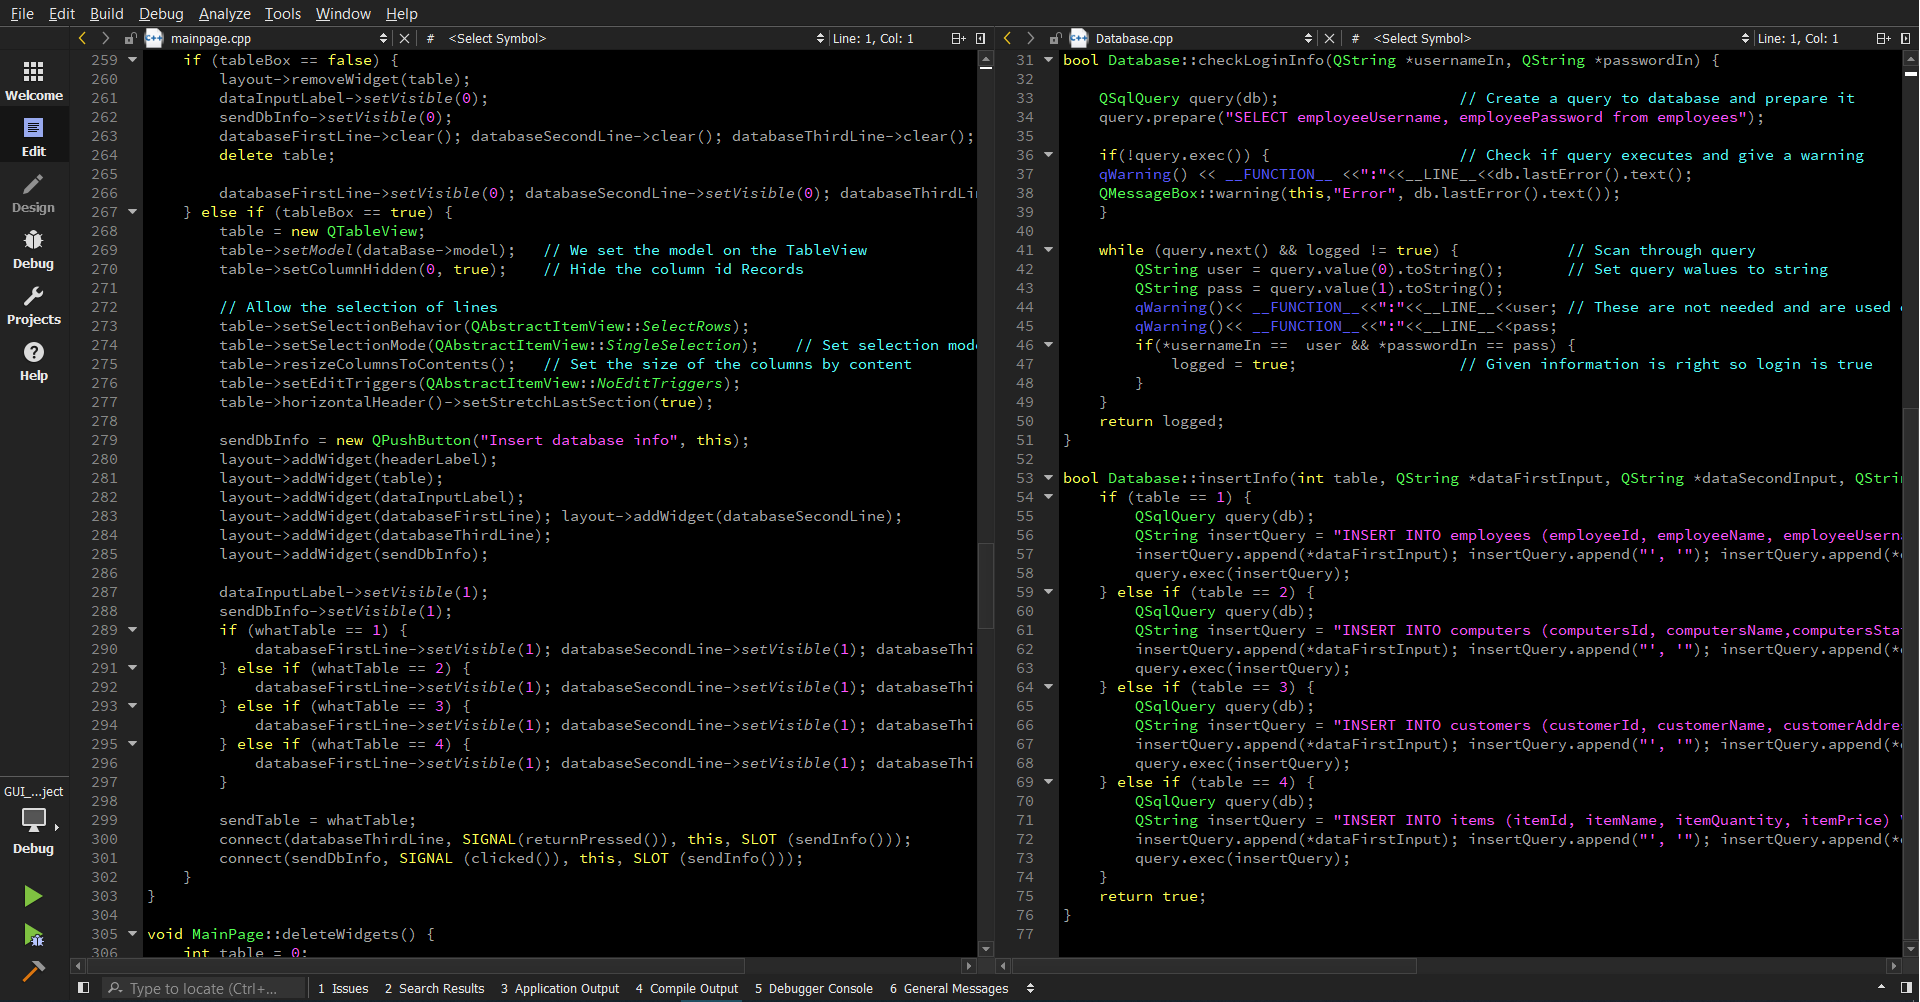 File Edit Build Debug Analyze Tools Window Help
mainpage.cpp # <Select Symbol> Line: 1, Col: 1
Database.cpp # <Select Symbol> Line: 1, Col: 1
Welcome
Edit
Design
Debug
Projects
Help
GUI_...ject
Debug
259 if (tableBox == false) {
260 layout->removeWidget(table);
261 dataInputLabel->setVisible(0);
262 sendDbInfo->setVisible(0);
263 databaseFirstLine->clear(); databaseSecondLine->clear(); databaseThirdLine->clear();
264 delete table;
265
266 databaseFirstLine->setVisible(0); databaseSecondLine->setVisible(0); databaseThirdLin
267 } else if (tableBox == true) {
268 table = new QTableView;
269 table->setModel(dataBase->model); // We set the model on the TableView
270 table->setColumnHidden(0, true); // Hide the column id Records
271
272 // Allow the selection of lines
273 table->setSelectionBehavior(QAbstractItemView::SelectRows);
274 table->setSelectionMode(QAbstractItemView::SingleSelection); // Set selection mod
275 table->resizeColumnsToContents(); // Set the size of the columns by content
276 table->setEditTriggers(QAbstractItemView::NoEditTriggers);
277 table->horizontalHeader()->setStretchLastSection(true);
278
279 sendDbInfo = new QPushButton("Insert database info", this);
280 layout->addWidget(headerLabel);
281 layout->addWidget(table);
282 layout->addWidget(dataInputLabel);
283 layout->addWidget(databaseFirstLine); layout->addWidget(databaseSecondLine);
284 layout->addWidget(databaseThirdLine);
285 layout->addWidget(sendDbInfo);
286
287 dataInputLabel->setVisible(1);
288 sendDbInfo->setVisible(1);
289 if (whatTable == 1) {
290 databaseFirstLine->setVisible(1); databaseSecondLine->setVisible(1); databaseThi
291 } else if (whatTable == 2) {
292 databaseFirstLine->setVisible(1); databaseSecondLine->setVisible(1); databaseThi
293 } else if (whatTable == 3) {
294 databaseFirstLine->setVisible(1); databaseSecondLine->setVisible(1); databaseThi
295 } else if (whatTable == 4) {
296 databaseFirstLine->setVisible(1); databaseSecondLine->setVisible(1); databaseThi
297 }
298
299 sendTable = whatTable;
300 connect(databaseThirdLine, SIGNAL(returnPressed()), this, SLOT (sendInfo()));
301 connect(sendDbInfo, SIGNAL (clicked()), this, SLOT (sendInfo()));
302 }
303 }
304
305 void MainPage::deleteWidgets() {
306 int table = 0;
31 bool Database::checkLoginInfo(QString *usernameIn, QString *passwordIn) {
32
33 QSqlQuery query(db); // Create a query to database and prepare it
34 query.prepare("SELECT employeeUsername, employeePassword from employees");
35
36 if(!query.exec()) { // Check if query executes and give a warning
37 qWarning() << __FUNCTION__ <<":"<<__LINE__<<db.lastError().text();
38 QMessageBox::warning(this,"Error", db.lastError().text());
39 }
40
41 while (query.next() && logged != true) { // Scan through query
42 QString user = query.value(0).toString(); // Set query walues to string
43 QString pass = query.value(1).toString();
44 qWarning()<< __FUNCTION__<<":"<<__LINE__<<user; // These are not needed and are used
45 qWarning()<< __FUNCTION__<<":"<<__LINE__<<pass;
46 if(*usernameIn == user && *passwordIn == pass) {
47 logged = true; // Given information is right so login is true
48 }
49 }
50 return logged;
51 }
52
53 bool Database::insertInfo(int table, QString *dataFirstInput, QString *dataSecondInput, QStri
54 if (table == 1) {
55 QSqlQuery query(db);
56 QString insertQuery = "INSERT INTO employees (employeeId, employeeName, employeeUsern
57 insertQuery.append(*dataFirstInput); insertQuery.append("', '"); insertQuery.append(*
58 query.exec(insertQuery);
59 } else if (table == 2) {
60 QSqlQuery query(db);
61 QString insertQuery = "INSERT INTO computers (computersId, computersName,computersSta
62 insertQuery.append(*dataFirstInput); insertQuery.append("', '"); insertQuery.append(*
63 query.exec(insertQuery);
64 } else if (table == 3) {
65 QSqlQuery query(db);
66 QString insertQuery = "INSERT INTO customers (customerId, customerName, customerAddre
67 insertQuery.append(*dataFirstInput); insertQuery.append("', '"); insertQuery.append(*
68 query.exec(insertQuery);
69 } else if (table == 4) {
70 QSqlQuery query(db);
71 QString insertQuery = "INSERT INTO items (itemId, itemName, itemQuantity, itemPrice)
72 insertQuery.append(*dataFirstInput); insertQuery.append("', '"); insertQuery.append(*
73 query.exec(insertQuery);
74 }
75 return true;
76 }
77
Type to locate (Ctrl+... 1 Issues 2 Search Results 3 Application Output 4 Compile Output 5 Debugger Console 6 General Messages